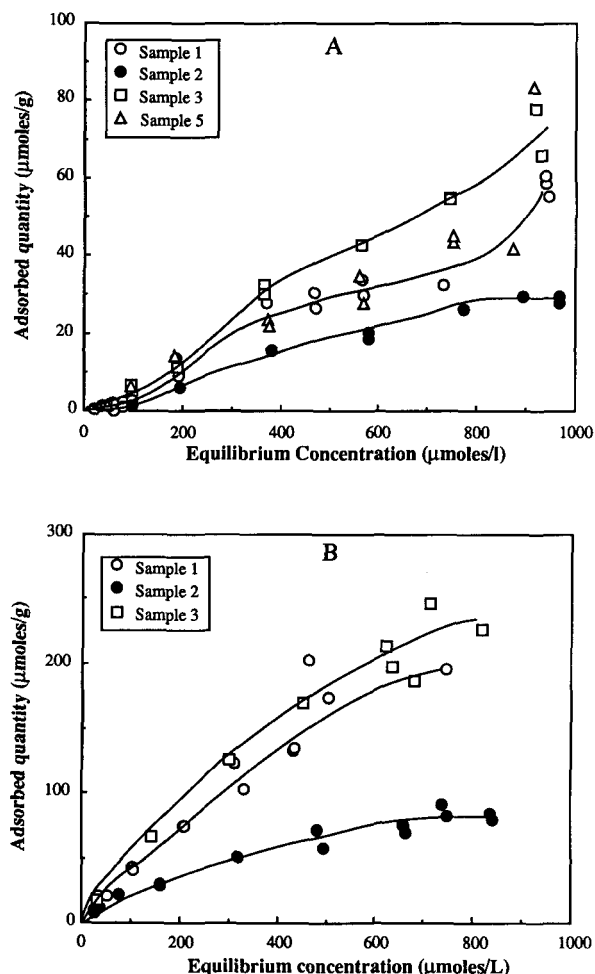 A
Sample 1
Sample 2
Sample 3
Sample 5
100
80
60
40
20
0
0 200 400 600 800 1000
Adsorbed quantity (μmoles/g)
Equilibrium Concentration (μmoles/l)
B
Sample 1
Sample 2
Sample 3
300
200
100
0
0 200 400 600 800 1000
Adsorbed quantity (μmoles/g)
Equilibrium concentration (μmoles/L)